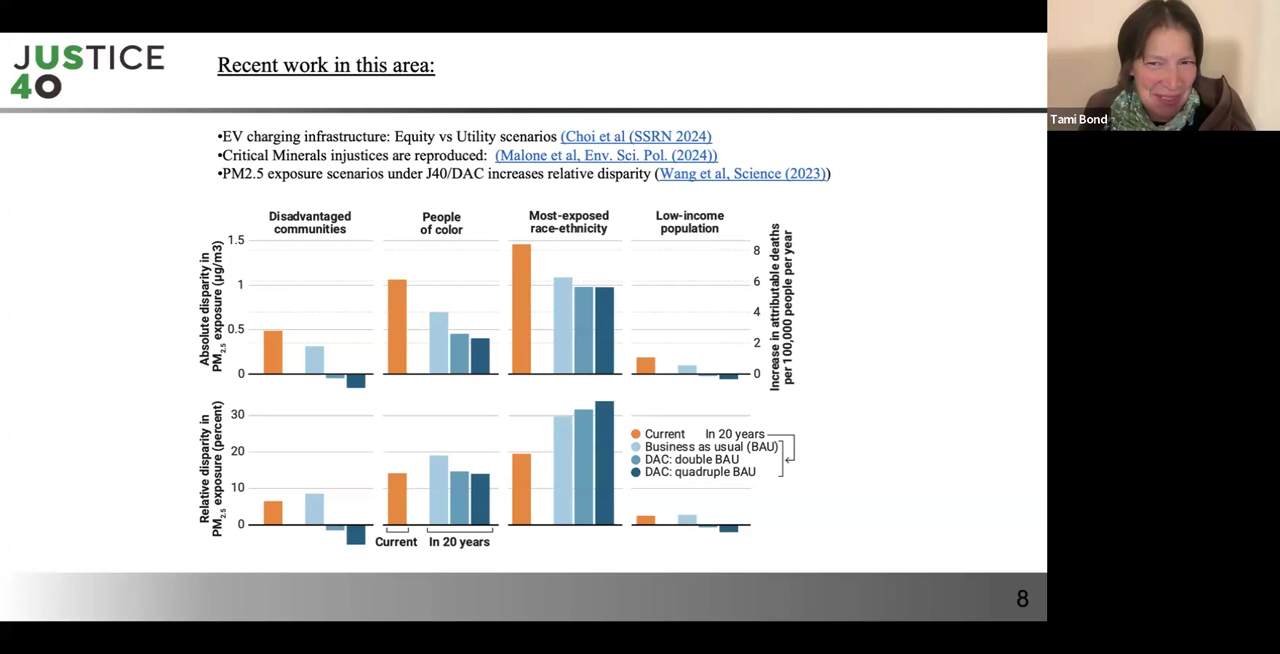 JUSTICE
40
Recent work in this area:
Tami Bond
•EV charging infrastructure: Equity vs Utility scenarios (Choi et al (SSRN 2024)
•Critical Minerals injustices are reproduced: (Malone et al, Env. Sci. Pol. (2024))
•PM2.5 exposure scenarios under J40/DAC increases relative disparity (Wang et al, Science (2023))
Disadvantaged
communities
People
of color
Most-exposed
race-ethnicity
Low-income
population
Absolute disparity in
PM2.5 exposure (µg/m3)
1.5
1
0.5
0
8
6
4
2
0
Increase in attributable deaths
per 100,000 people per year
Relative disparity in
PM2.5 exposure (percent)
30
20
10
0
Current In 20 years
Business as usual (BAU)
DAC: double BAU
DAC: quadruple BAU
Current In 20 years
8